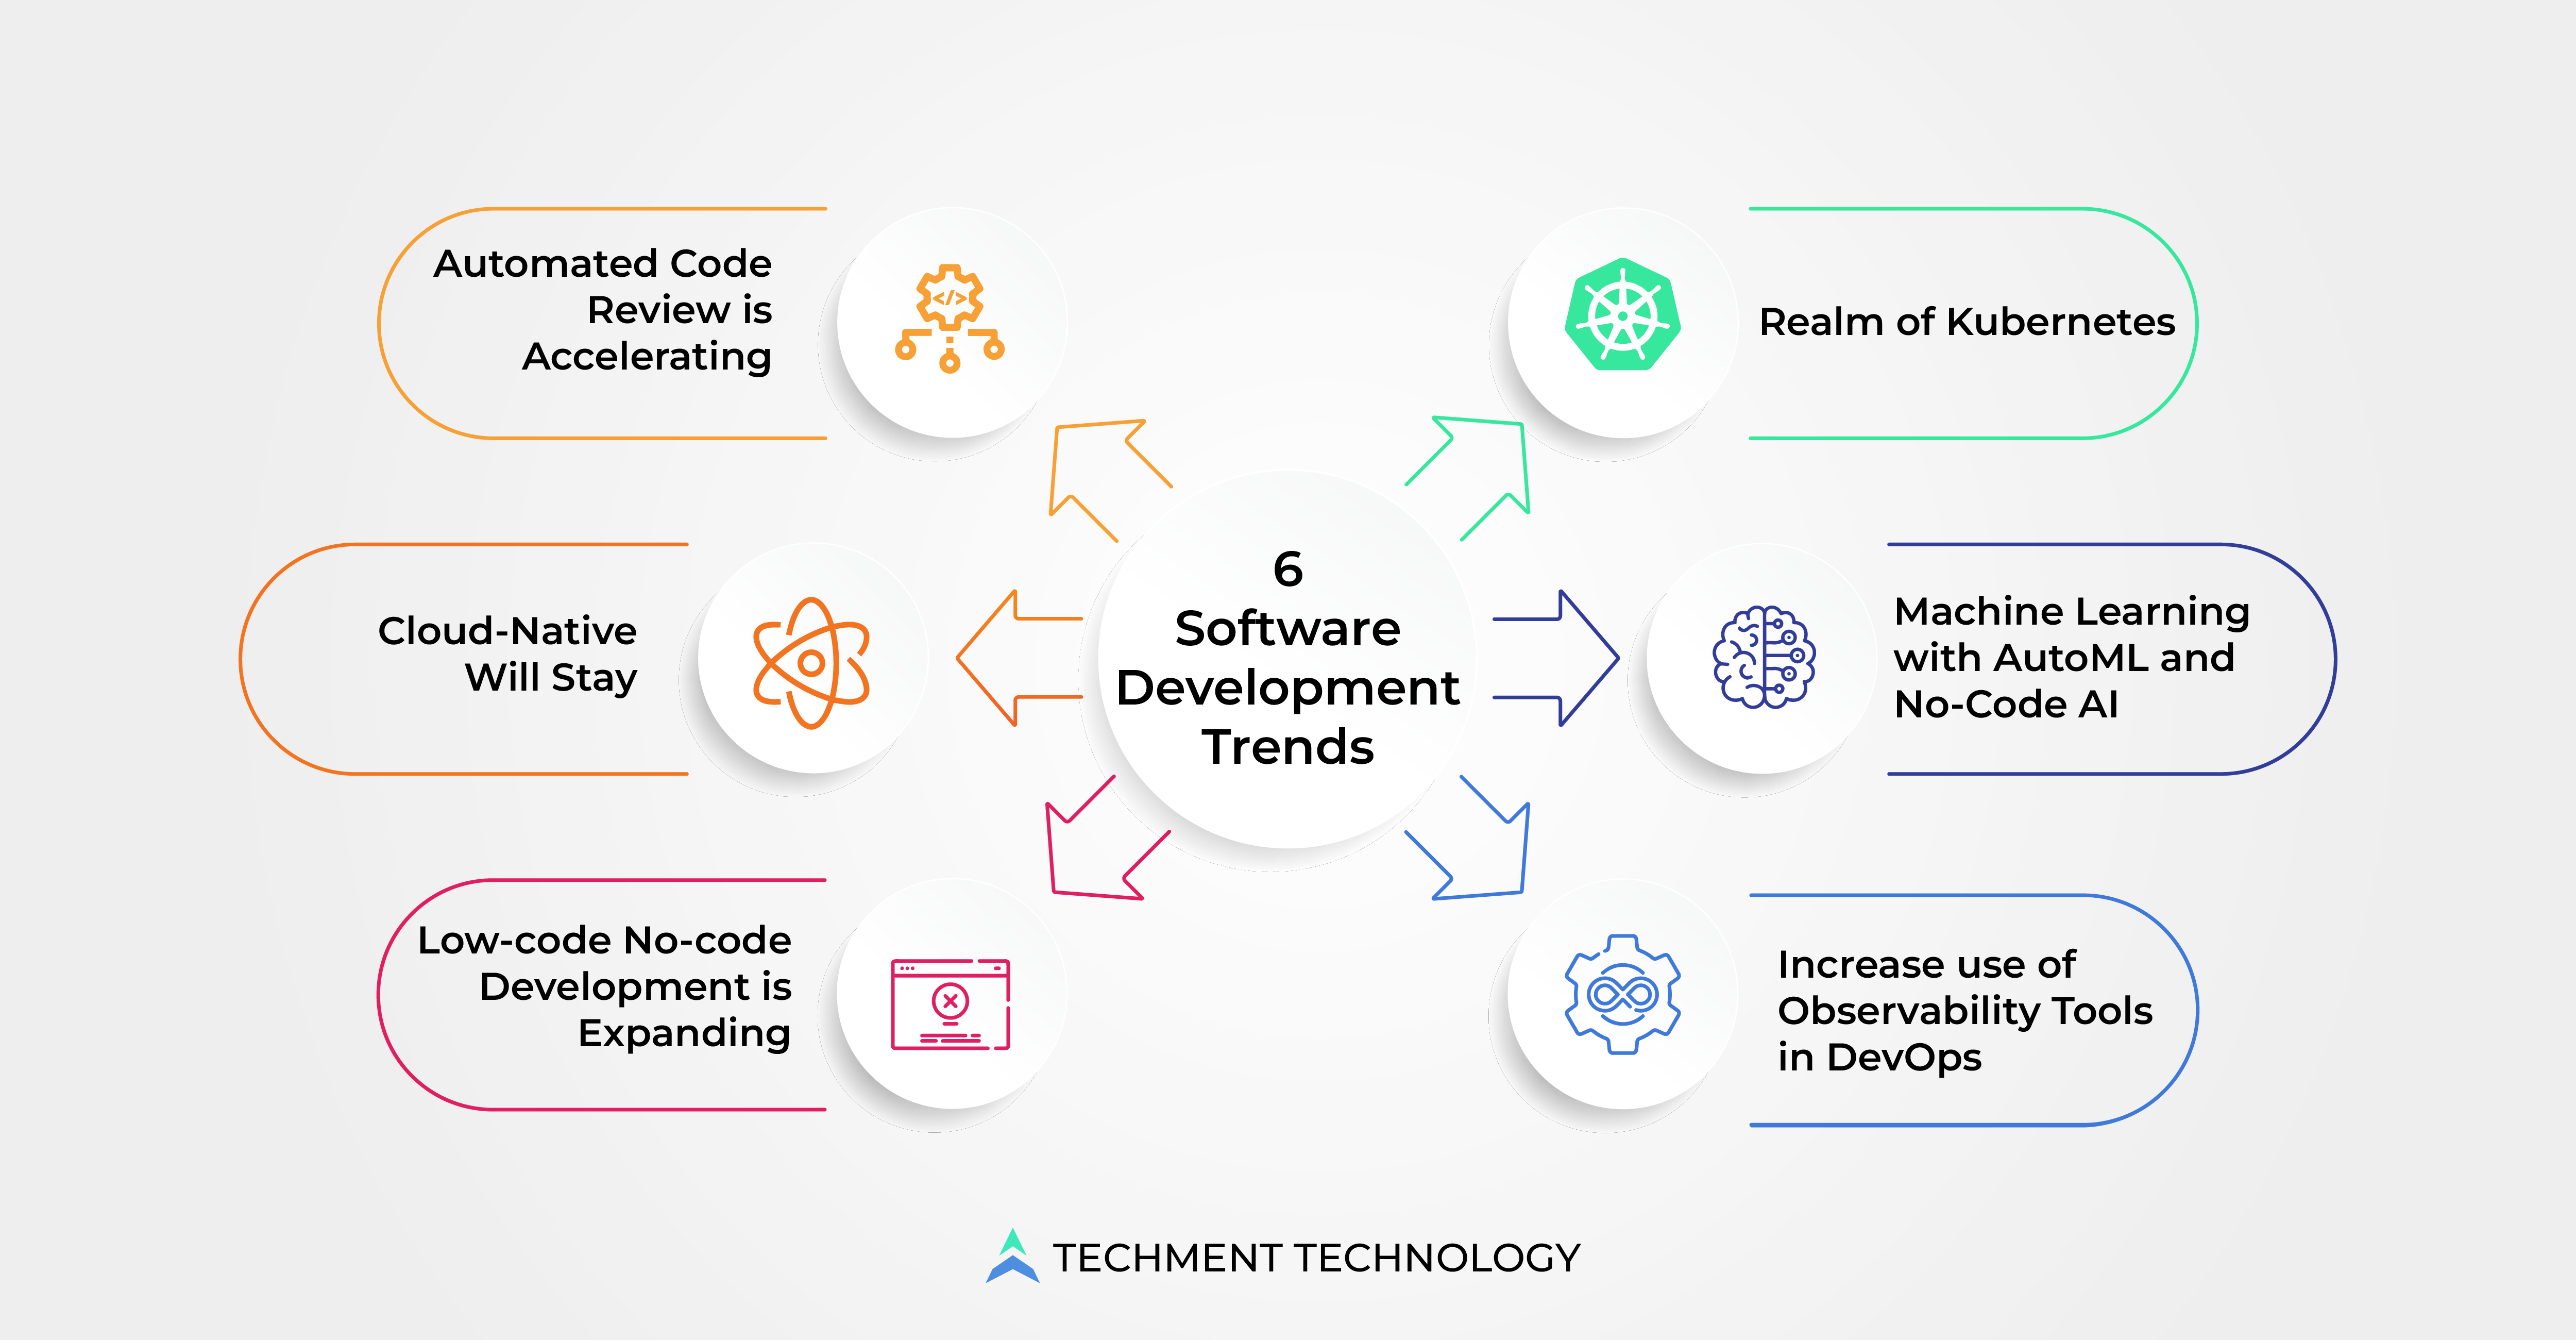 Automated Code
Review is
Accelerating
Realm of Kubernetes
6
Software
Development
Trends
Cloud-Native
Will Stay
Machine Learning
with AutoML and
No-Code AI
Low-code No-code
Development is
Expanding
Increase use of
Observability Tools
in DevOps
TECHMENT TECHNOLOGY